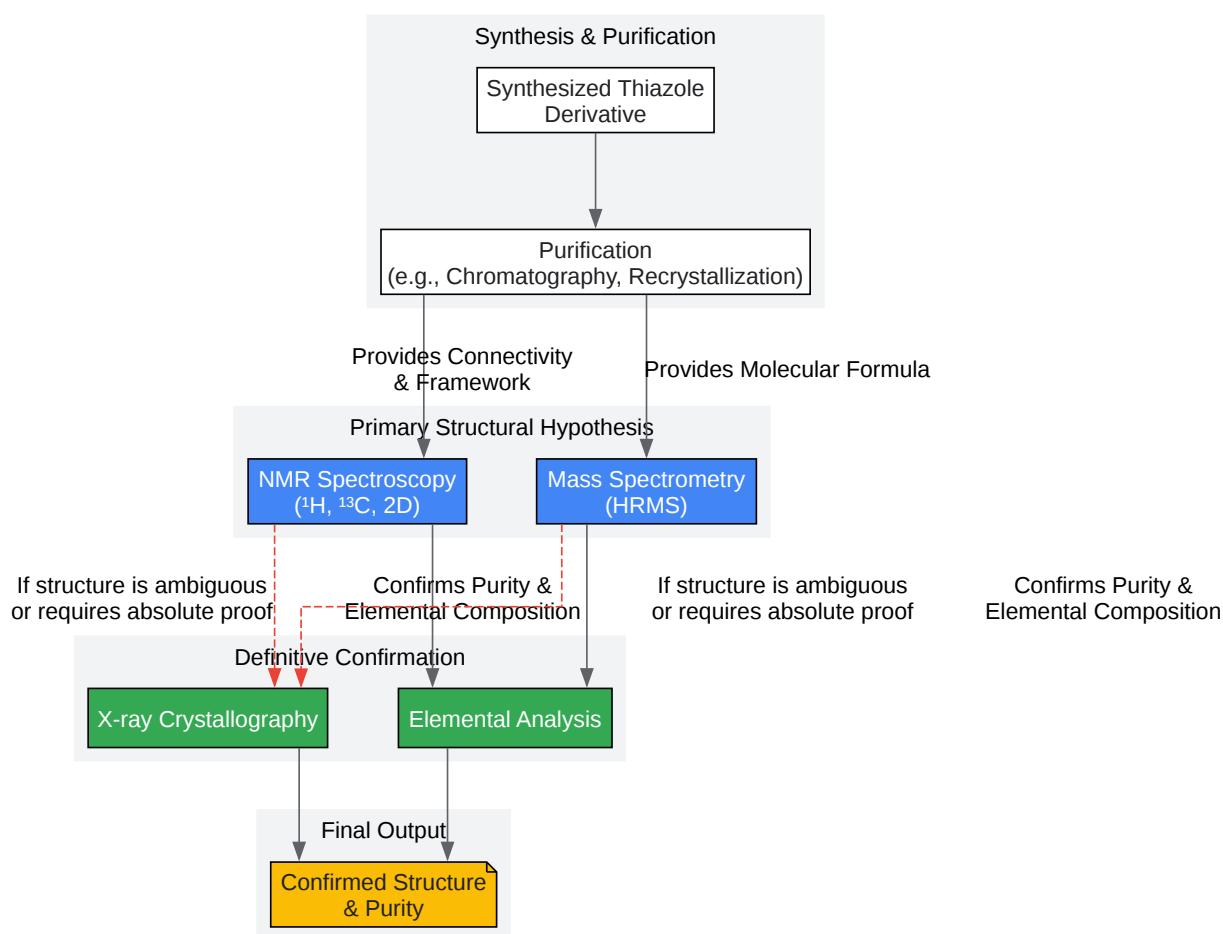 Synthesis & Purification
Synthesized Thiazole
Derivative
Purification
(e.g., Chromatography, Recrystallization)
Provides Connectivity
& Framework
Provides Molecular Formula
Primary Structural Hypothesis
NMR Spectroscopy
(¹H, ¹³C, 2D)
Mass Spectrometry
(HRMS)
If structure is ambiguous
or requires absolute proof
Confirms Purity &
Elemental Composition
If structure is ambiguous
or requires absolute proof
Confirms Purity &
Elemental Composition
Definitive Confirmation
X-ray Crystallography
Elemental Analysis
Final Output
Confirmed Structure
& Purity